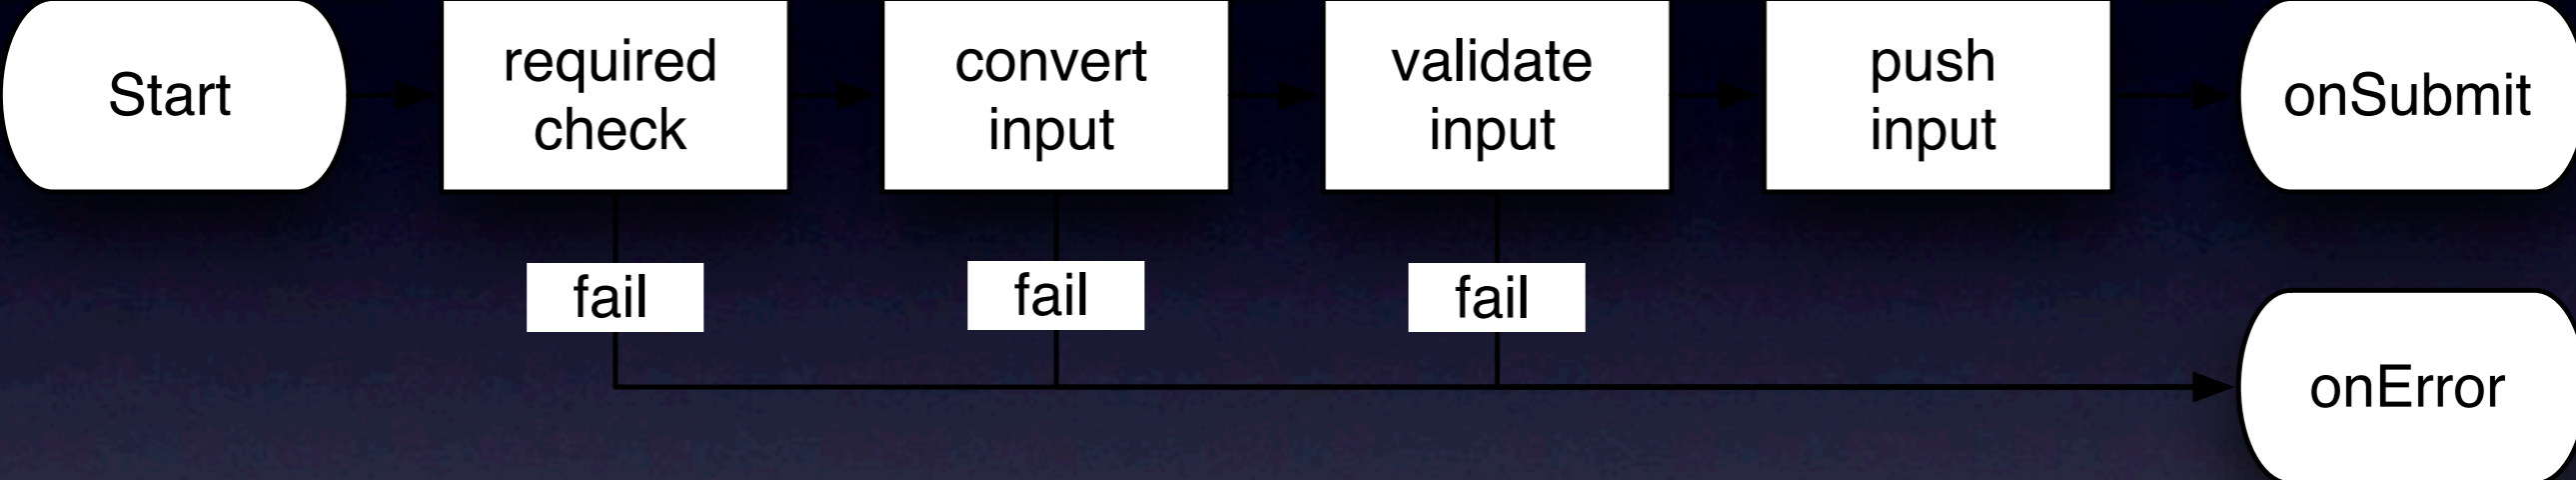 Start
required
check
convert
input
validate
input
push
input
onSubmit
fail
fail
fail
onError